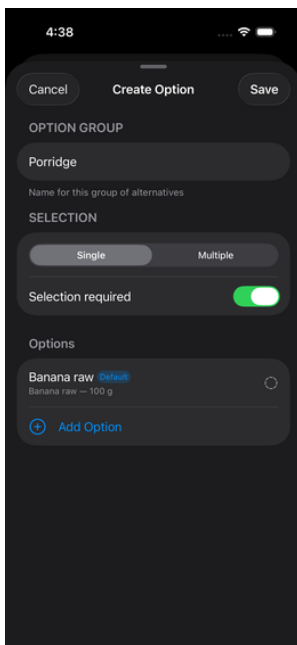 4:38
Cancel
Create Option
Save
OPTION GROUP
Porridge
Name for this group of alternatives
SELECTION
Single
Multiple
Selection required
Options
Banana raw Default
Banana raw — 100 g
Add Option